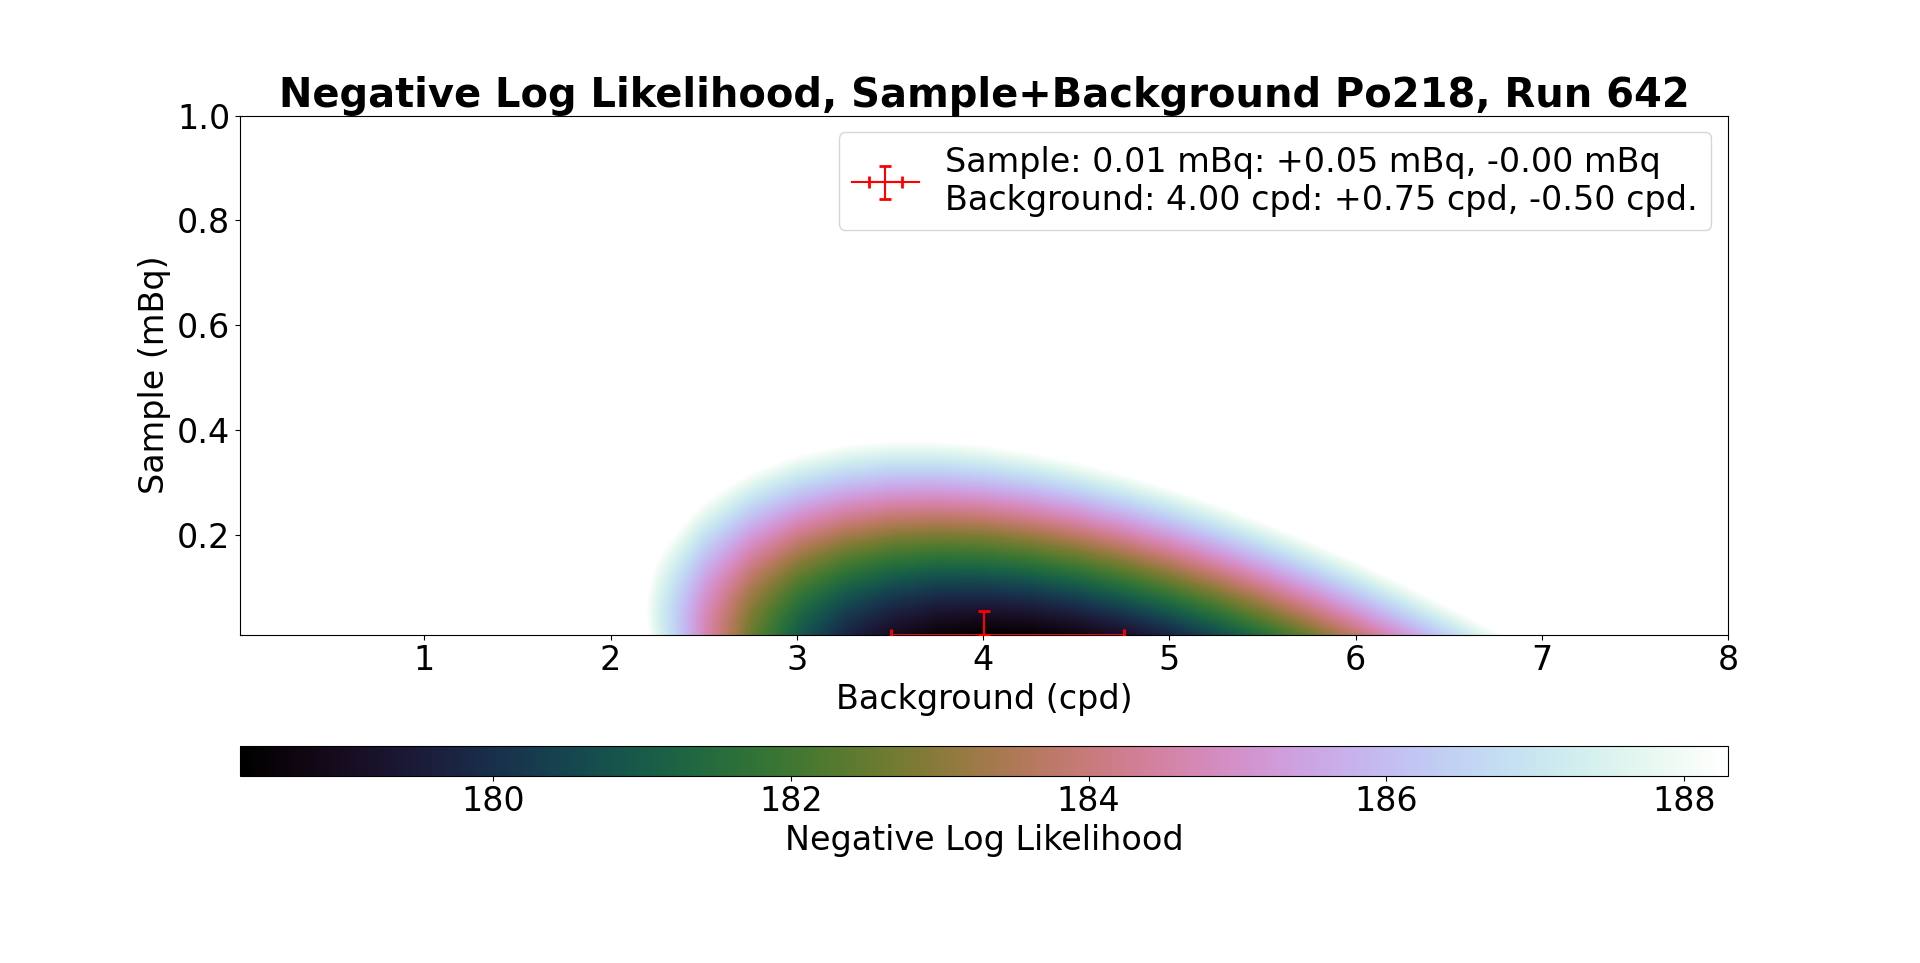 Negative Log Likelihood, Sample+Background Po218, Run 642
Sample: 0.01 mBq: +0.05 mBq, -0.00 mBq
Background: 4.00 cpd: +0.75 cpd, -0.50 cpd.
Sample (mBq)
1.0
0.8
0.6
0.4
0.2
1 2 3 4 5 6 7 8
Background (cpd)
180 182 184 186 188
Negative Log Likelihood